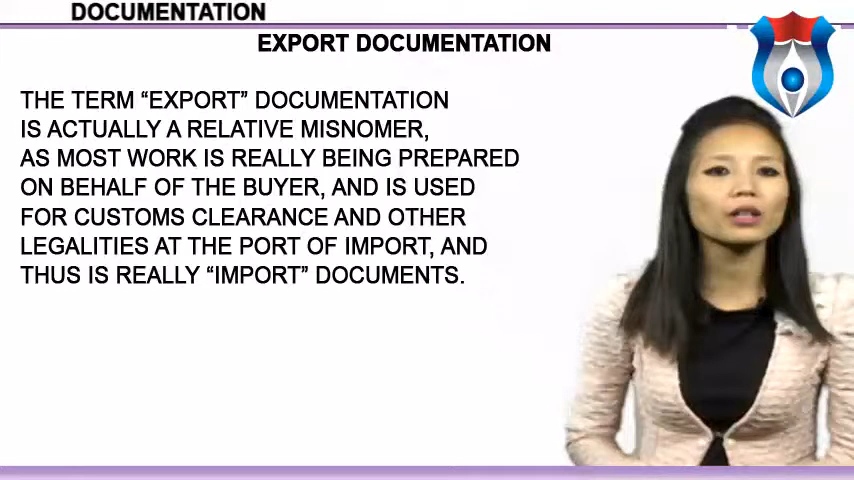 DOCUMENTATION
EXPORT DOCUMENTATION
THE TERM “EXPORT” DOCUMENTATION
IS ACTUALLY A RELATIVE MISNOMER,
AS MOST WORK IS REALLY BEING PREPARED
ON BEHALF OF THE BUYER, AND IS USED
FOR CUSTOMS CLEARANCE AND OTHER
LEGALITIES AT THE PORT OF IMPORT, AND
THUS IS REALLY “IMPORT” DOCUMENTS.